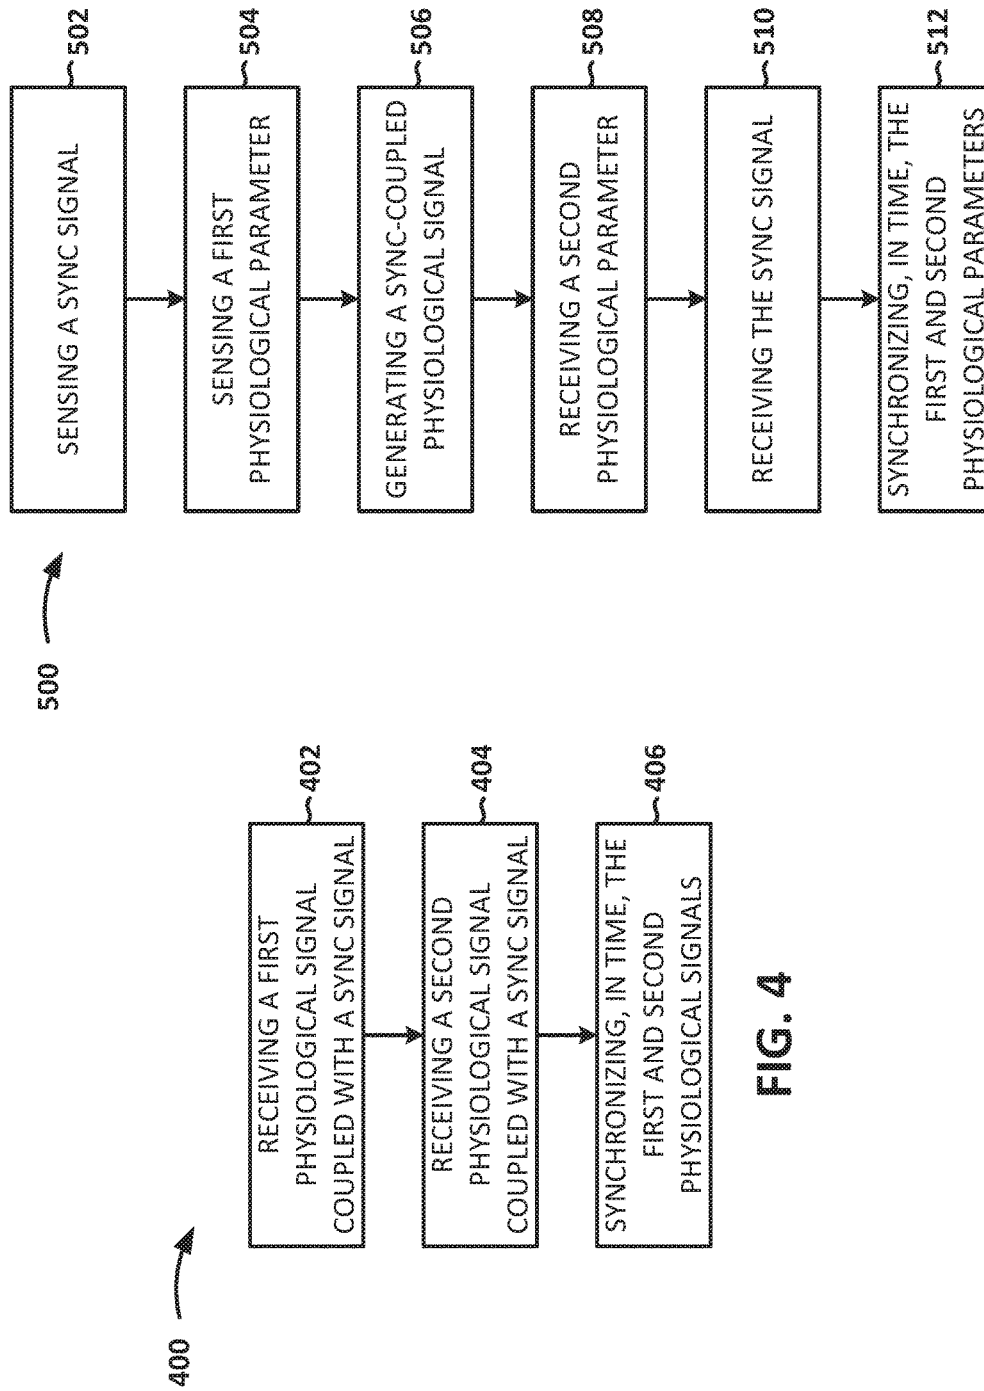 400
RECEIVING A FIRST
PHYSIOLOGICAL SIGNAL
COUPLED WITH A SYNC SIGNAL
402
RECEIVING A SECOND
PHYSIOLOGICAL SIGNAL
COUPLED WITH A SYNC SIGNAL
404
SYNCHRONIZING, IN TIME, THE
FIRST AND SECOND
PHYSIOLOGICAL SIGNALS
406
FIG. 4
500
SENSING A SYNC SIGNAL
502
SENSING A FIRST
PHYSIOLOGICAL PARAMETER
504
GENERATING A SYNC-COUPLED
PHYSIOLOGICAL SIGNAL
506
RECEIVING A SECOND
PHYSIOLOGICAL PARAMETER
508
RECEIVING THE SYNC SIGNAL
510
SYNCHRONIZING, IN TIME, THE
FIRST AND SECOND
PHYSIOLOGICAL PARAMETERS
512